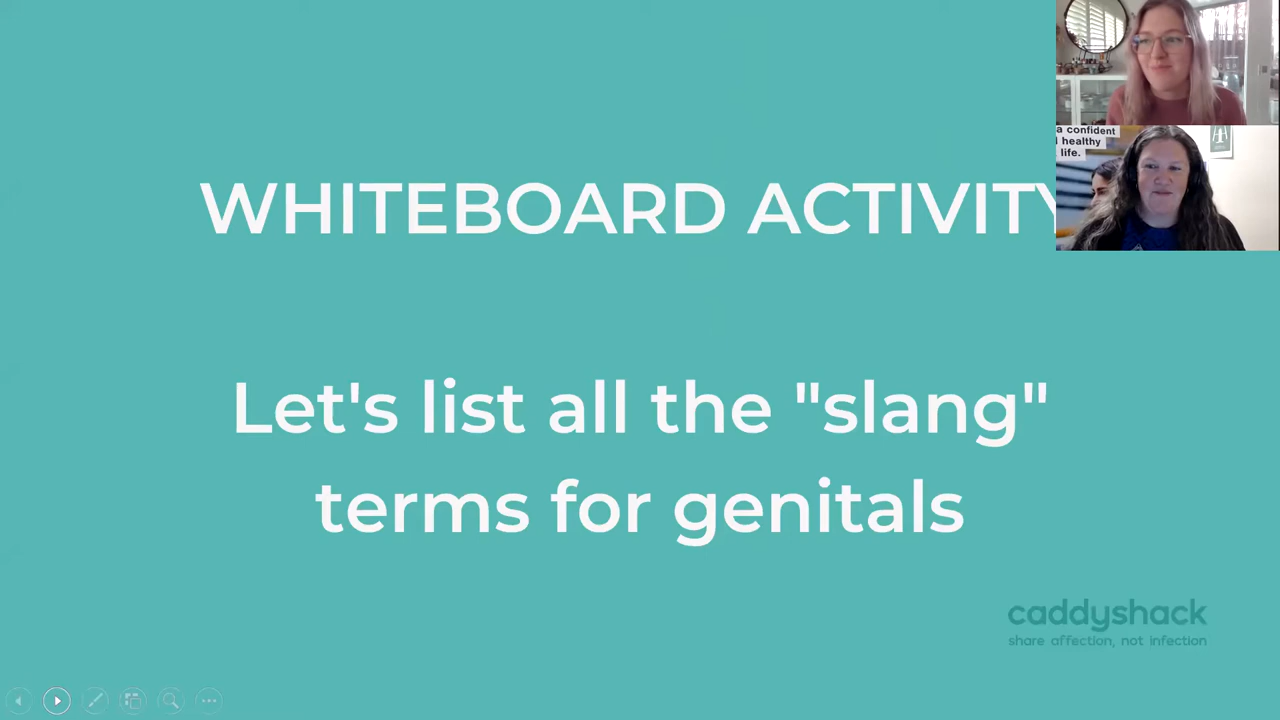 WHITEBOARD ACTIVITY
a confident
healthy
life.
Let's list all the "slang"
terms for genitals
caddyshack
share affection, not infection